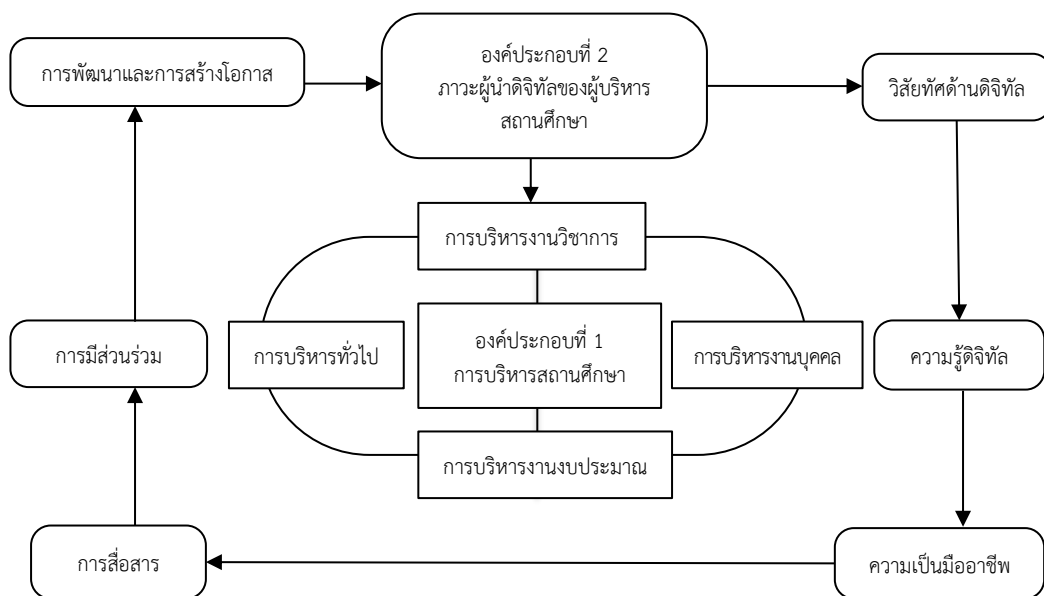 องค์ประกอบที่ 2
ภาวะผู้นำดิจิทัลของผู้บริหาร
สถานศึกษา
การพัฒนาและการสร้างโอกาส
วิสัยทัศด้านดิจิทัล
การบริหารงานวิชาการ
การบริหารทั่วไป
องค์ประกอบที่ 1
การบริหารสถานศึกษา
การบริหารงานบุคคล
การมีส่วนร่วม
ความรู้ดิจิทัล
การบริหารงานงบประมาณ
การสื่อสาร
ความเป็นมืออาชีพ